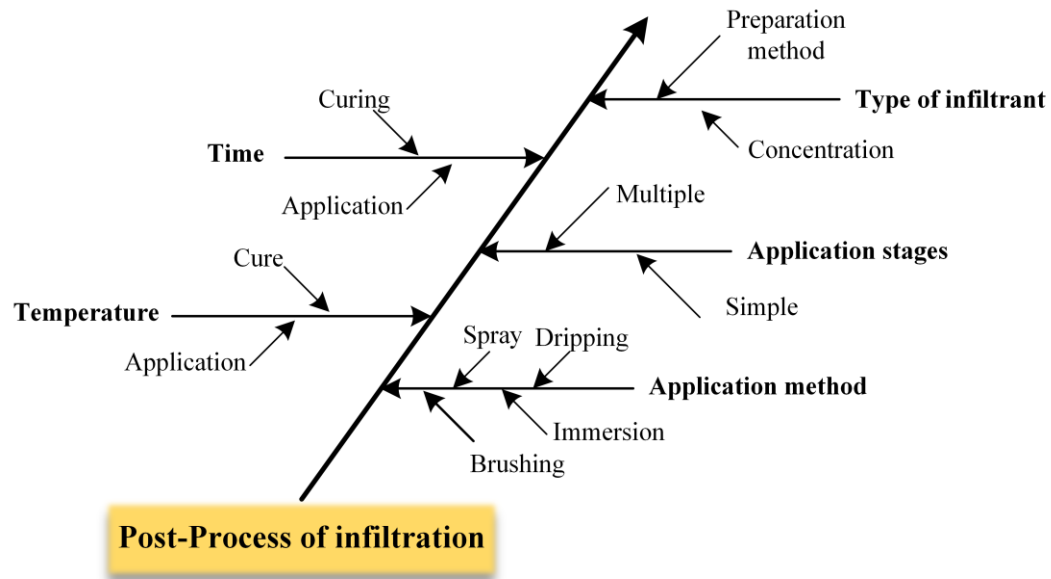 Preparation
method
Type of infiltrant
Concentration
Curing
Time
Application
Multiple
Application stages
Simple
Cure
Temperature
Application
Spray
Dripping
Application method
Immersion
Brushing
Post-Process of infiltration